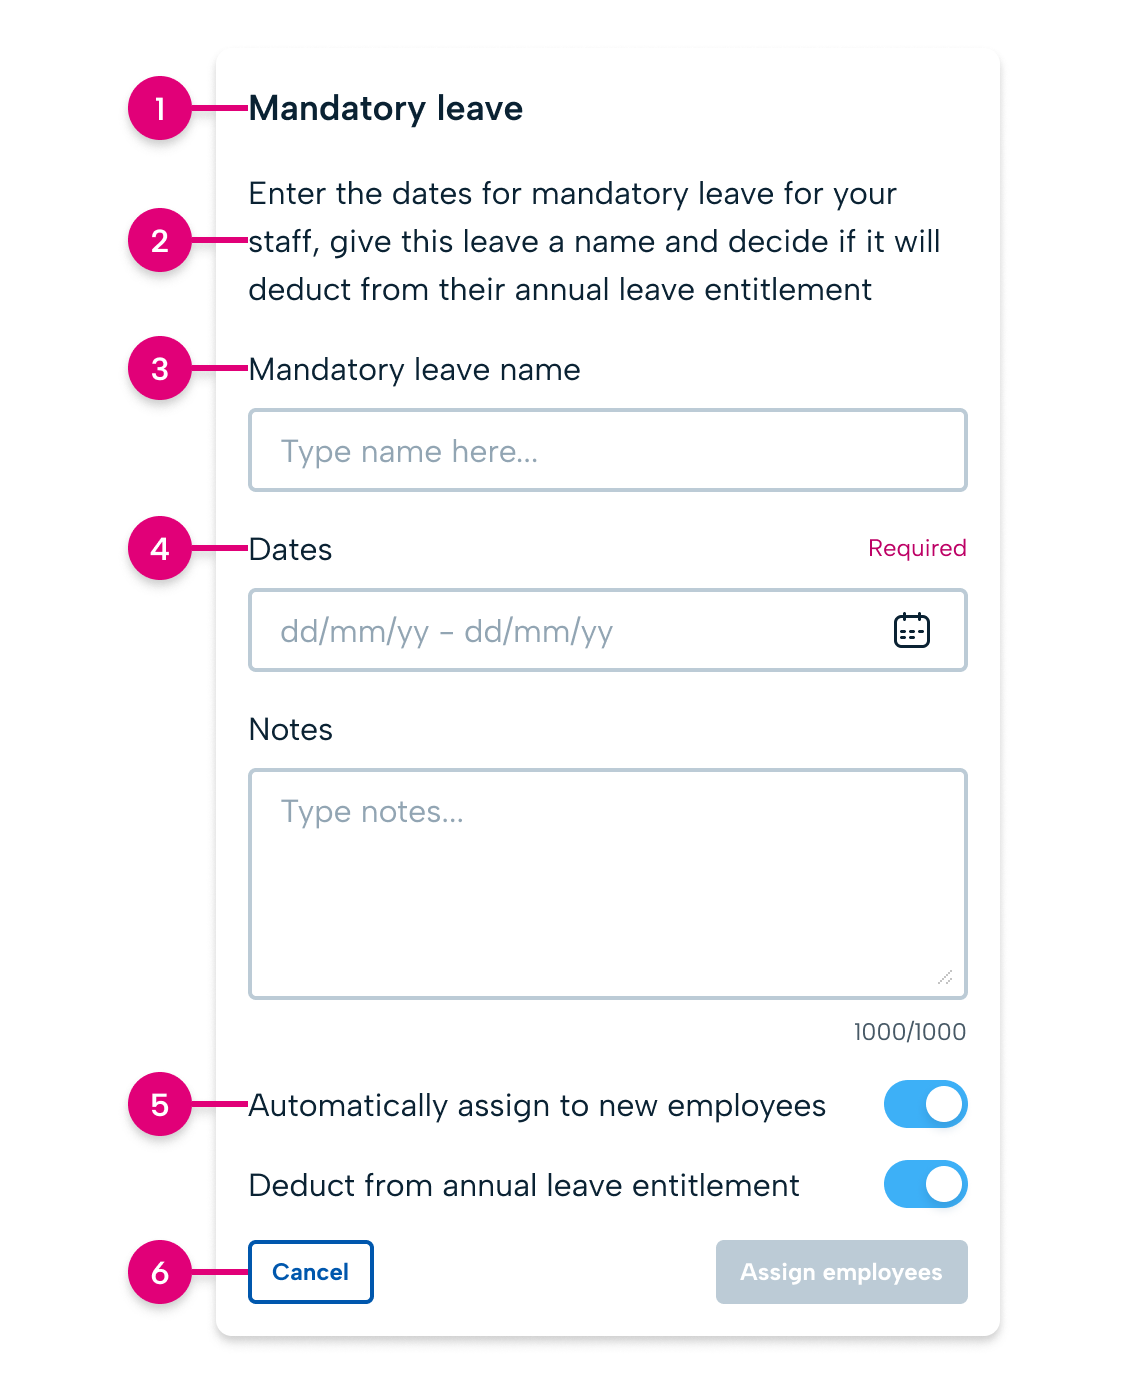 1
Mandatory leave
2
Enter the dates for mandatory leave for your
staff, give this leave a name and decide if it will
deduct from their annual leave entitlement
3
Mandatory leave name
Type name here...
4
Dates
Required
dd/mm/yy - dd/mm/yy
Notes
Type notes...
1000/1000
5
Automatically assign to new employees
Deduct from annual leave entitlement
6
Cancel
Assign employees